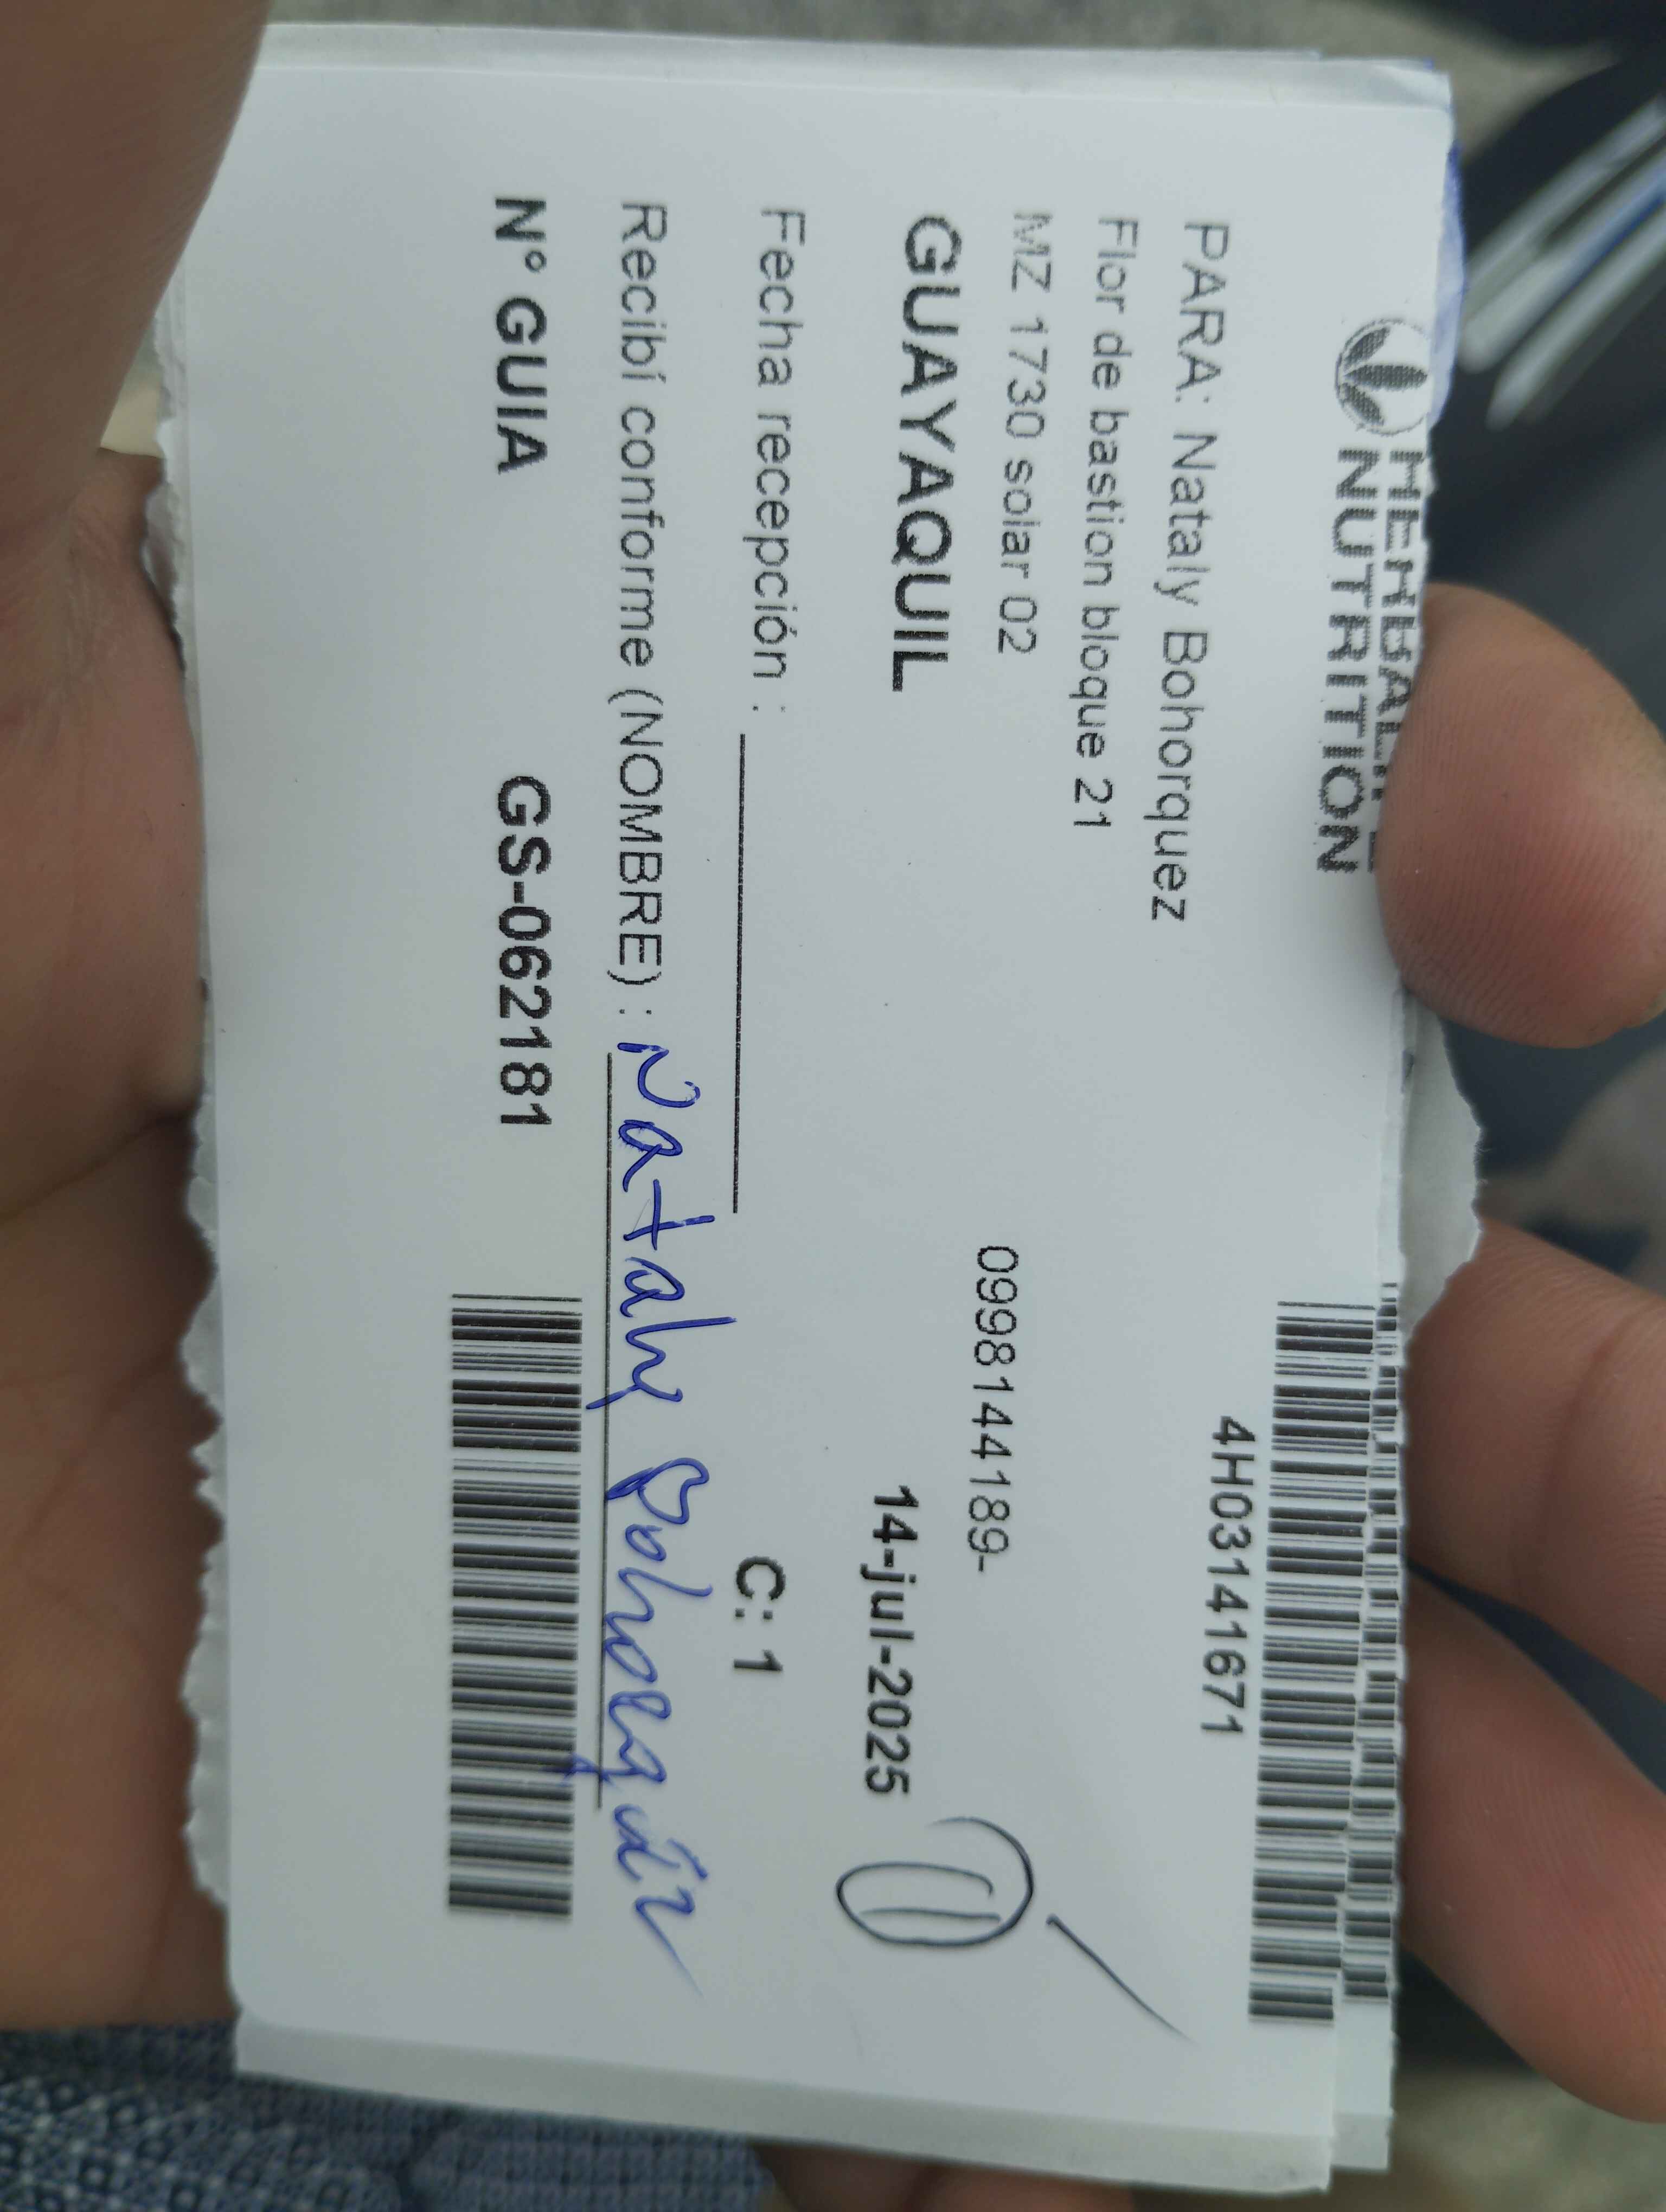 HERBALIFE
NUTRITION
4H03141671
PARA: Nataly Bohorquez
Flor de bastion bloque 21
MZ 1730 solar 02
0998144189-
GUAYAQUIL
14-jul-2025
Fecha recepción :
C: 1
Recibí conforme (NOMBRE) : Nataly Bohorquez
N° GUIA GS-062181